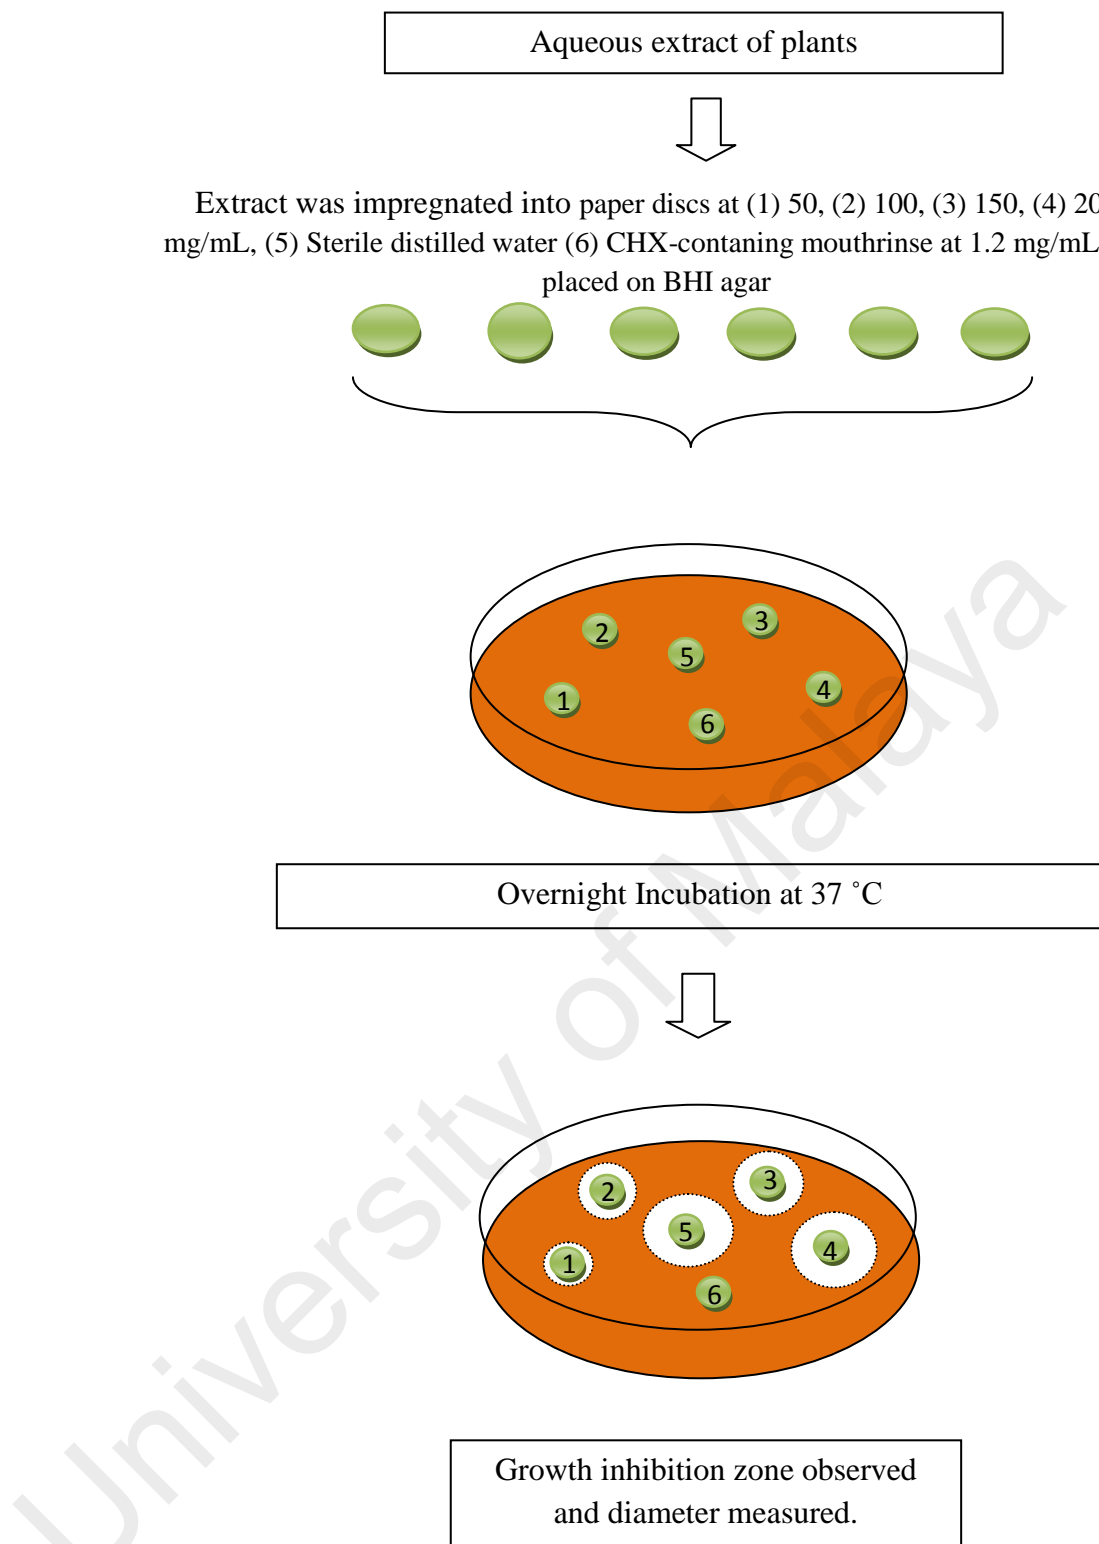 Aqueous extract of plants
Extract was impregnated into paper discs at (1) 50, (2) 100, (3) 150, (4) 20
mg/mL, (5) Sterile distilled water (6) CHX-contaning mouthrinse at 1.2 mg/mL
placed on BHI agar
2
3
5
1
4
6
Overnight Incubation at 37 ˚C
2
3
5
4
1
6
Growth inhibition zone observed
and diameter measured.
University of Malaya